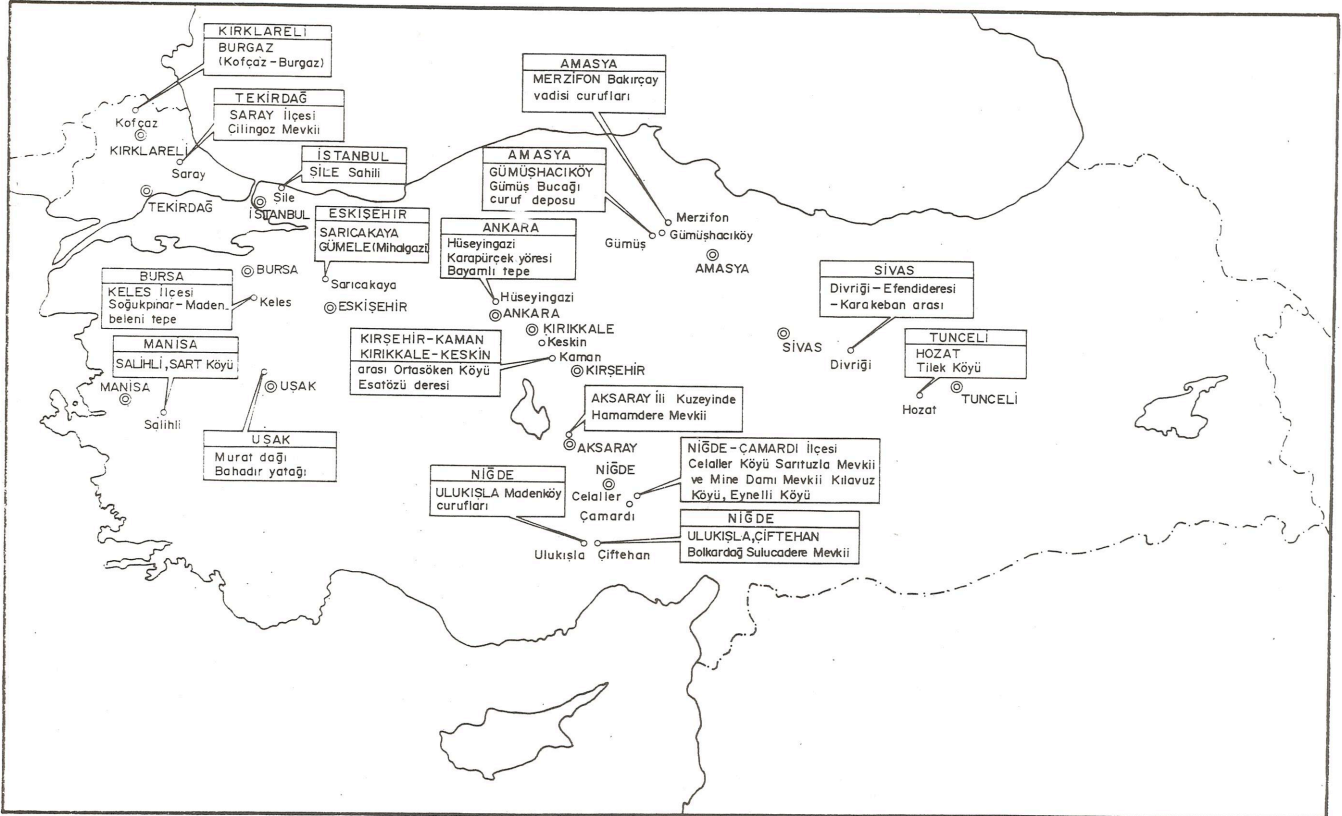 KIRKLARELİ
BURGAZ
(Kofçaz-Burgaz)
Kofçaz
KIRKLARELİ
TEKİRDAĞ
SARAY İlçesi
Cilingoz Mevkii
Saray
TEKİRDAĞ
İSTANBUL
ŞİLE Sahili
Şile
İSTANBUL
ESKİŞEHİR
SARICAKAYA
GÜMELE(Mihalgazi)
Sarıcakaya
ESKİŞEHİR
AMASYA
MERZİFON Bakırçay
vadisi curufları
AMASYA
GÜMÜŞHACIKÖY
Gümüş Bucağı
curuf deposu
Merzifon
Gümüş
Gümüşhacıköy
AMASYA
ANKARA
Hüseyingazi
Karapürçek yöresi
Bayamlı tepe
Hüseyingazi
ANKARA
BURSA
BURSA
KELES İlçesi
Soğukpınar-Maden
beleni tepe
Keles
MANİSA
SALİHLİ,SART Köyü
MANİSA
Salihli
UŞAK
UŞAK
Murat dağı
Bahadır yatağı
KIRŞEHİR-KAMAN
KIRIKKALE-KESKİN
arası Ortasöken Köyü
Esatözü deresi
KIRIKKALE
Keskin
Kaman
KIRŞEHİR
SİVAS
Divriği-Efendideresi
-Karakeban arası
SİVAS
Divriği
TUNCELİ
HOZAT
Tilek Köyü
Hozat
TUNCELİ
AKSARAY İli Kuzeyinde
Hamamdere Mevkii
AKSARAY
NİĞDE-ÇAMARDI İlçesi
Celaller Köyü Sarıtuzla Mevkii
ve Mine Damı Mevkii Kılavuz
Köyü, Eynelli Köyü
NİĞDE
Celaller
Çamardı
NİĞDE
ULUKIŞLA Madenköy
curufları
NİĞDE
ULUKIŞLA,ÇİFTEHAN
Bolkardağ Sulucadere Mevkii
Ulukışla
Çiftehan